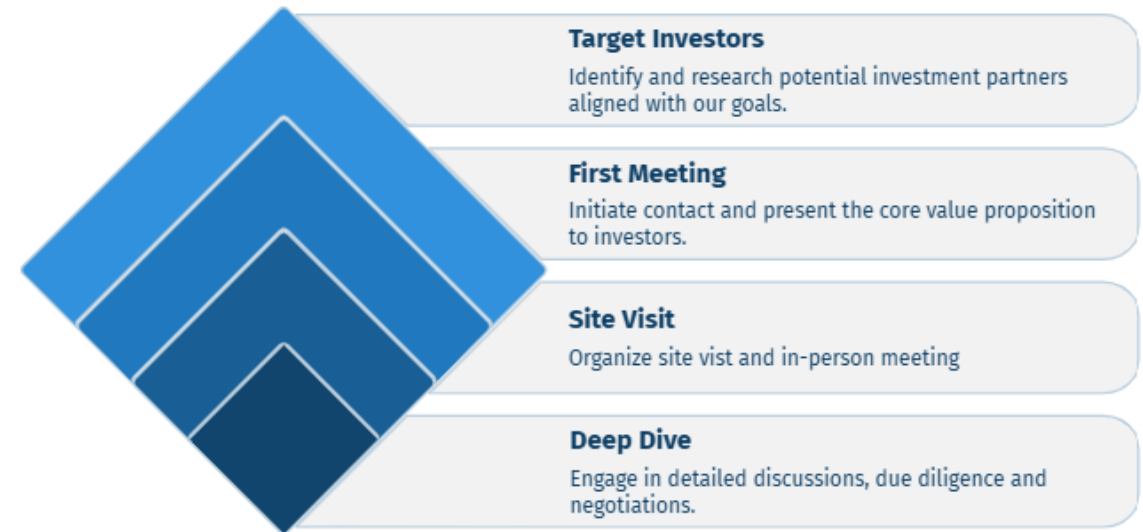 Target Investors
Identify and research potential investment partners
aligned with our goals.
First Meeting
Initiate contact and present the core value proposition
to investors.
Site Visit
Organize site vist and in-person meeting
Deep Dive
Engage in detailed discussions, due diligence and
negotiations.